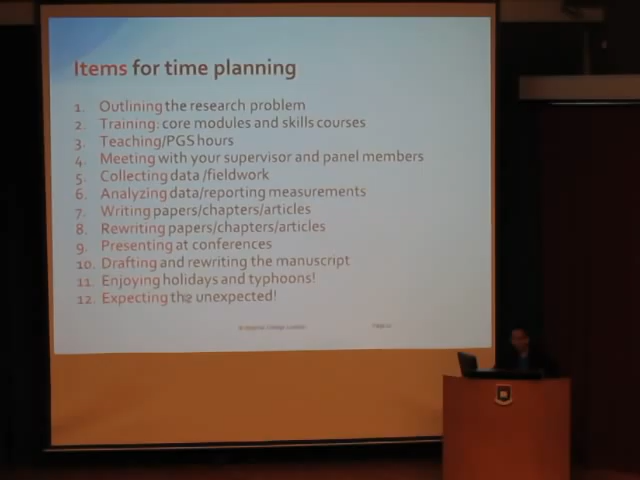 Items for time planning
1. Outlining the research problem
2. Training: core modules and skills courses
3. Teaching/PGS hours
4. Meeting with your supervisor and panel members
5. Collecting data /fieldwork
6. Analyzing data/reporting measurements
7. Writing papers/chapters/articles
8. Rewriting papers/chapters/articles
9. Presenting at conferences
10. Drafting and rewriting the manuscript
11. Enjoying holidays and typhoons!
12. Expecting the unexpected!
© Imperial College London